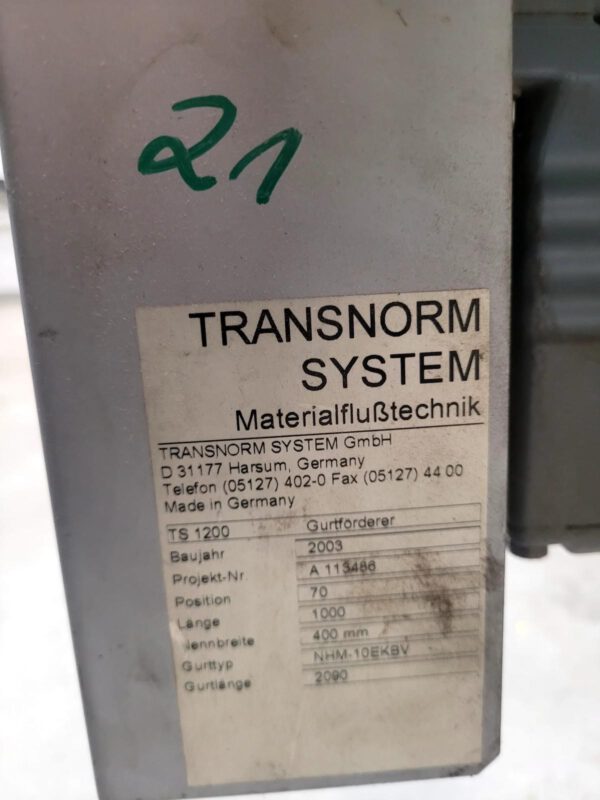 21
TRANSNORM
SYSTEM
Materialflußtechnik
TRANSNORM SYSTEM GmbH
D 31177 Harsum, Germany
Telefon (05127) 402-0 Fax (05127) 44 00
Made in Germany
TS 1200 Gurtförderer
Baujahr 2003
Projekt-Nr. A 113486
Position 70
Länge 1000
Nennbreite 400 mm
Gurttyp NHM-10EKBV
Gurtlänge 2090